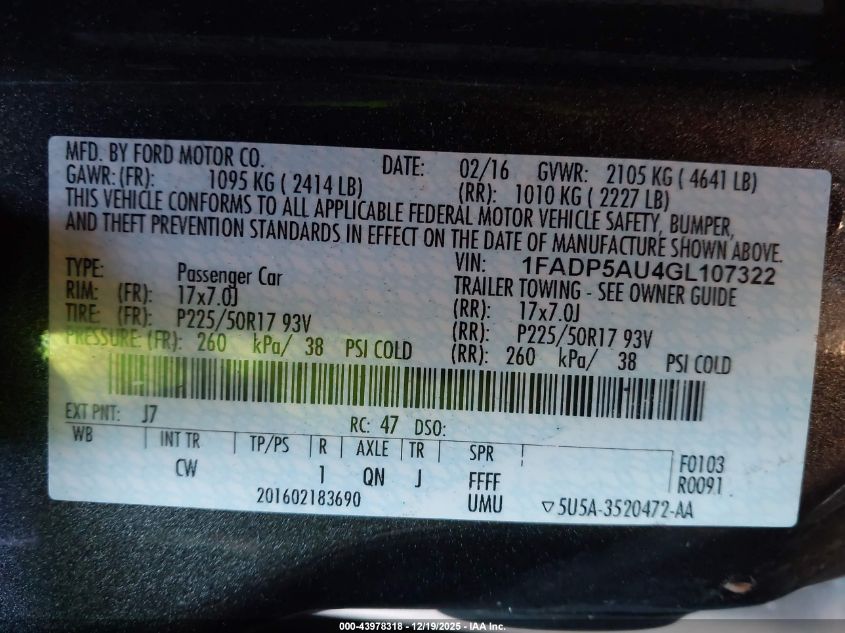 MFD. BY FORD MOTOR CO. DATE: 02/16 GVWR: 2105 KG ( 4641 LB)
GAWR: (FR): 1095 KG ( 2414 LB) (RR): 1010 KG ( 2227 LB)
THIS VEHICLE CONFORMS TO ALL APPLICABLE FEDERAL MOTOR VEHICLE SAFETY, BUMPER,
AND THEFT PREVENTION STANDARDS IN EFFECT ON THE DATE OF MANUFACTURE SHOWN ABOVE.
VIN: 1FADP5AU4GL107322
TYPE: Passenger Car TRAILER TOWING - SEE OWNER GUIDE
RIM: (FR): 17x7.0J (RR): 17x7.0J
TIRE: (FR): P225/50R17 93V (RR): P225/50R17 93V
PRESSURE: (FR): 260 kPa/ 38 PSI COLD (RR): 260 kPa/ 38 PSI COLD
EXT PNT: J7 RC: 47 DSO:
WB INT TR TP/PS R AXLE TR SPR F0103
CW 1 QN J FFFF R0091
201602183690 UMU ▽5U5A-3520472-AA
000-43978318 - 12/19/2025 - IAA Inc.